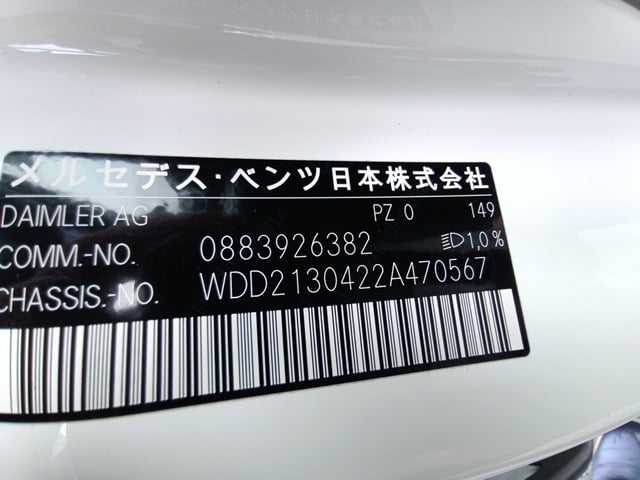 メルセデス・ベンツ日本株式会社
DAIMLER AG PZ 0 149
COMM.-NO. 0883926382 1,0%
CHASSIS.-NO. WDD2130422A470567